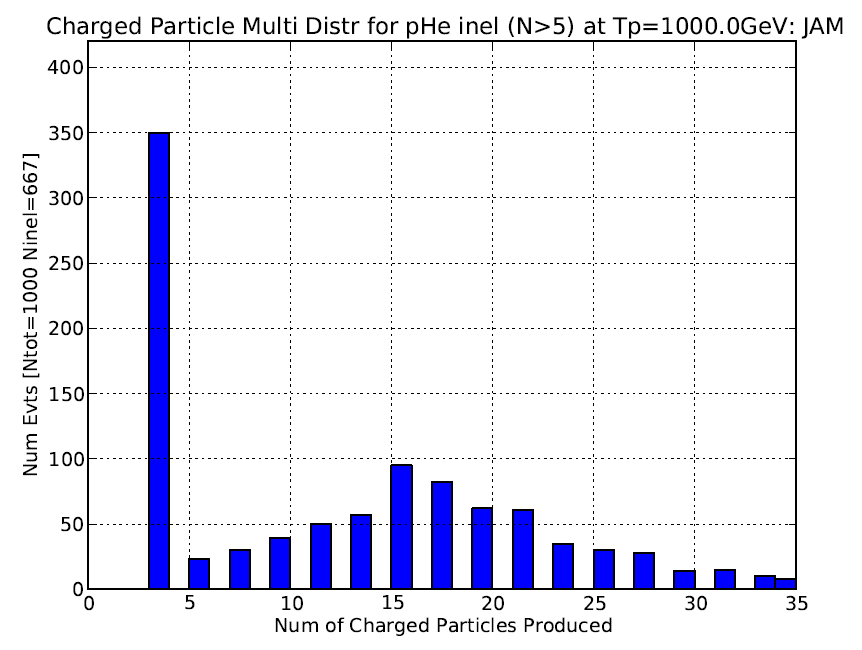 Charged Particle Multi Distr for pHe inel (N>5) at Tp=1000.0GeV: JAM
Num Evts [Ntot=1000 Ninel=667]
400
350
300
250
200
150
100
50
0
0 5 10 15 20 25 30 35
Num of Charged Particles Produced